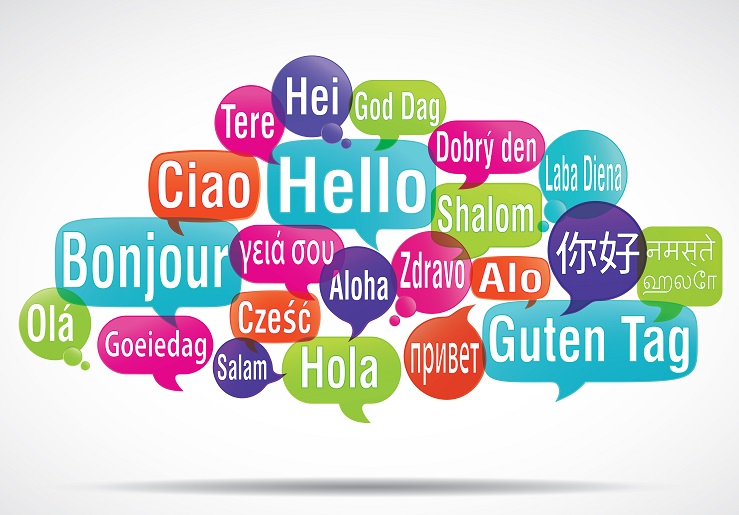 Hei
Tere
God Dag
Dobrý den
Laba Diena
Ciao
Hello
Shalom
Bonjour
γειά σου
Aloha
Zdravo
Alo
你好
नमस्ते
ஹலோ
Olá
Goeiedag
Cześć
Salam
Hola
привет
Guten Tag